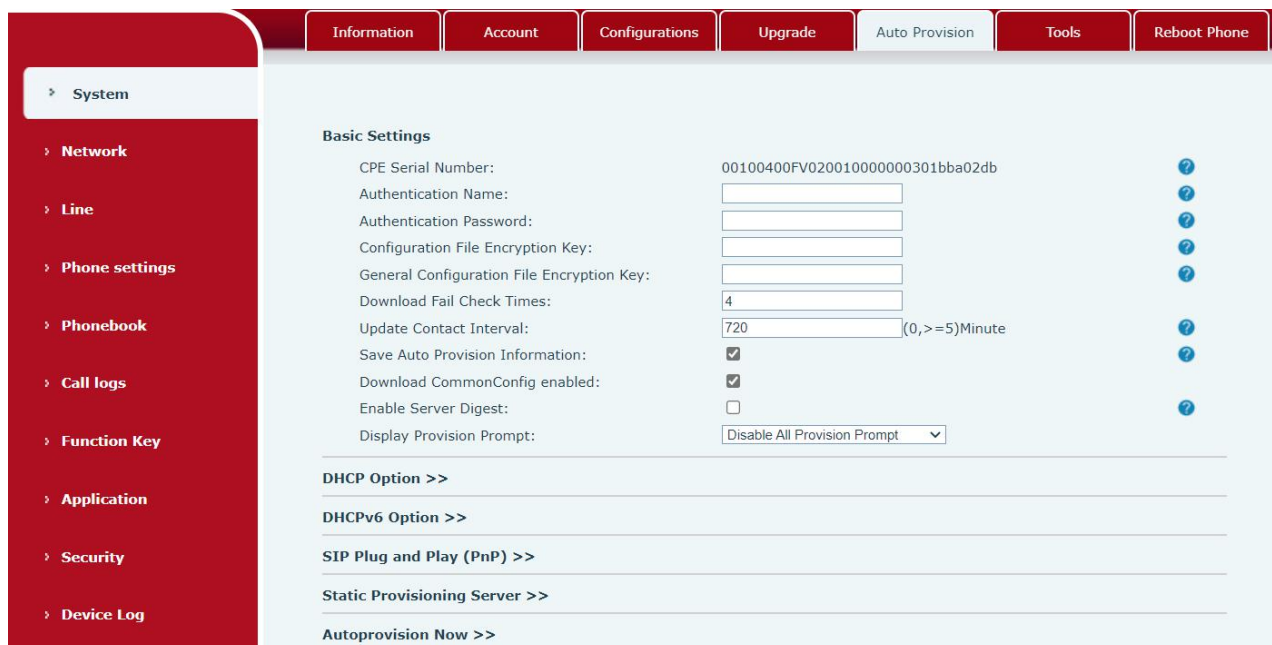 Information Account Configurations Upgrade Auto Provision Tools Reboot Phone
System
Network
Line
Phone settings
Phonebook
Call logs
Function Key
Application
Security
Device Log
Basic Settings
CPE Serial Number: 00100400FV020010000000301bba02db
Authentication Name:
Authentication Password:
Configuration File Encryption Key:
General Configuration File Encryption Key:
Download Fail Check Times: 4
Update Contact Interval: 720 (0,>=5)Minute
Save Auto Provision Information:
Download CommonConfig enabled:
Enable Server Digest:
Display Provision Prompt: Disable All Provision Prompt
DHCP Option >>
DHCPv6 Option >>
SIP Plug and Play (PnP) >>
Static Provisioning Server >>
Autoprovision Now >>